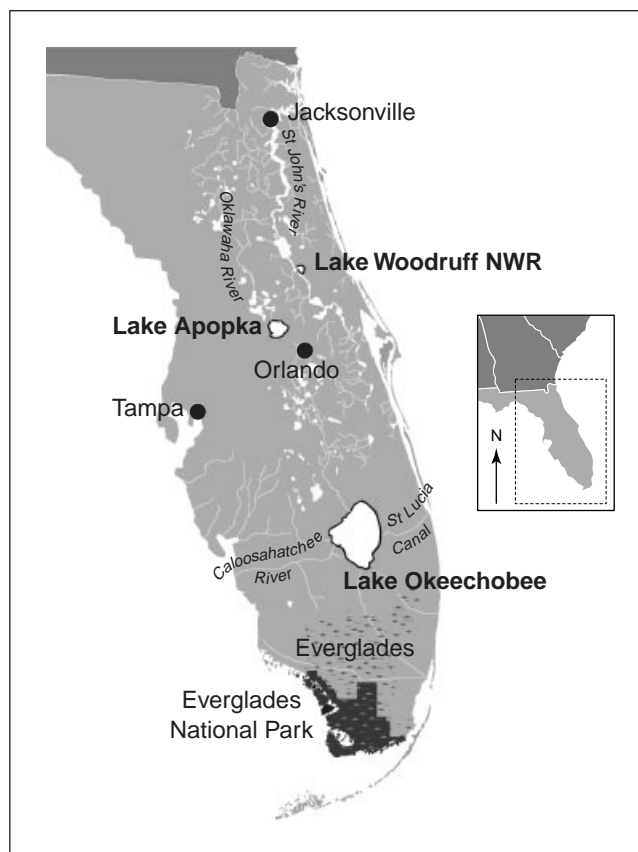 Jacksonville
St John's River
Oklawaha River
Lake Woodruff NWR
Lake Apopka
Orlando
Tampa
N
St Lucia
Canal
Caloosahatchee
River
Lake Okeechobee
Everglades
Everglades
National Park